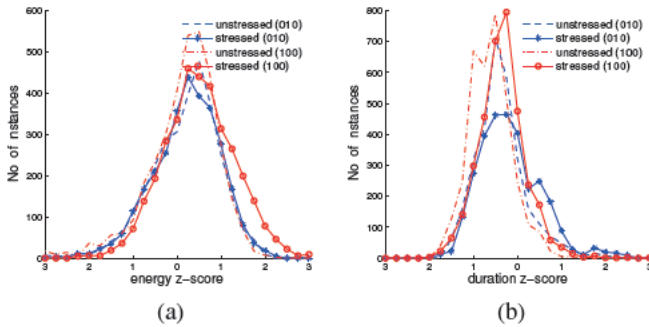 (a)
600
500
400
300
200
100
0
No of nstances
3 2 1 0 1 2 3
energy z-score
unstressed (010)
stressed (010)
unstressed (100)
stressed (100)
(b)
800
700
600
500
400
300
200
100
0
No of nstances
3 2 1 0 1 2 3
duration z-score
unstressed (010)
stressed (010)
unstressed (100)
stressed (100)